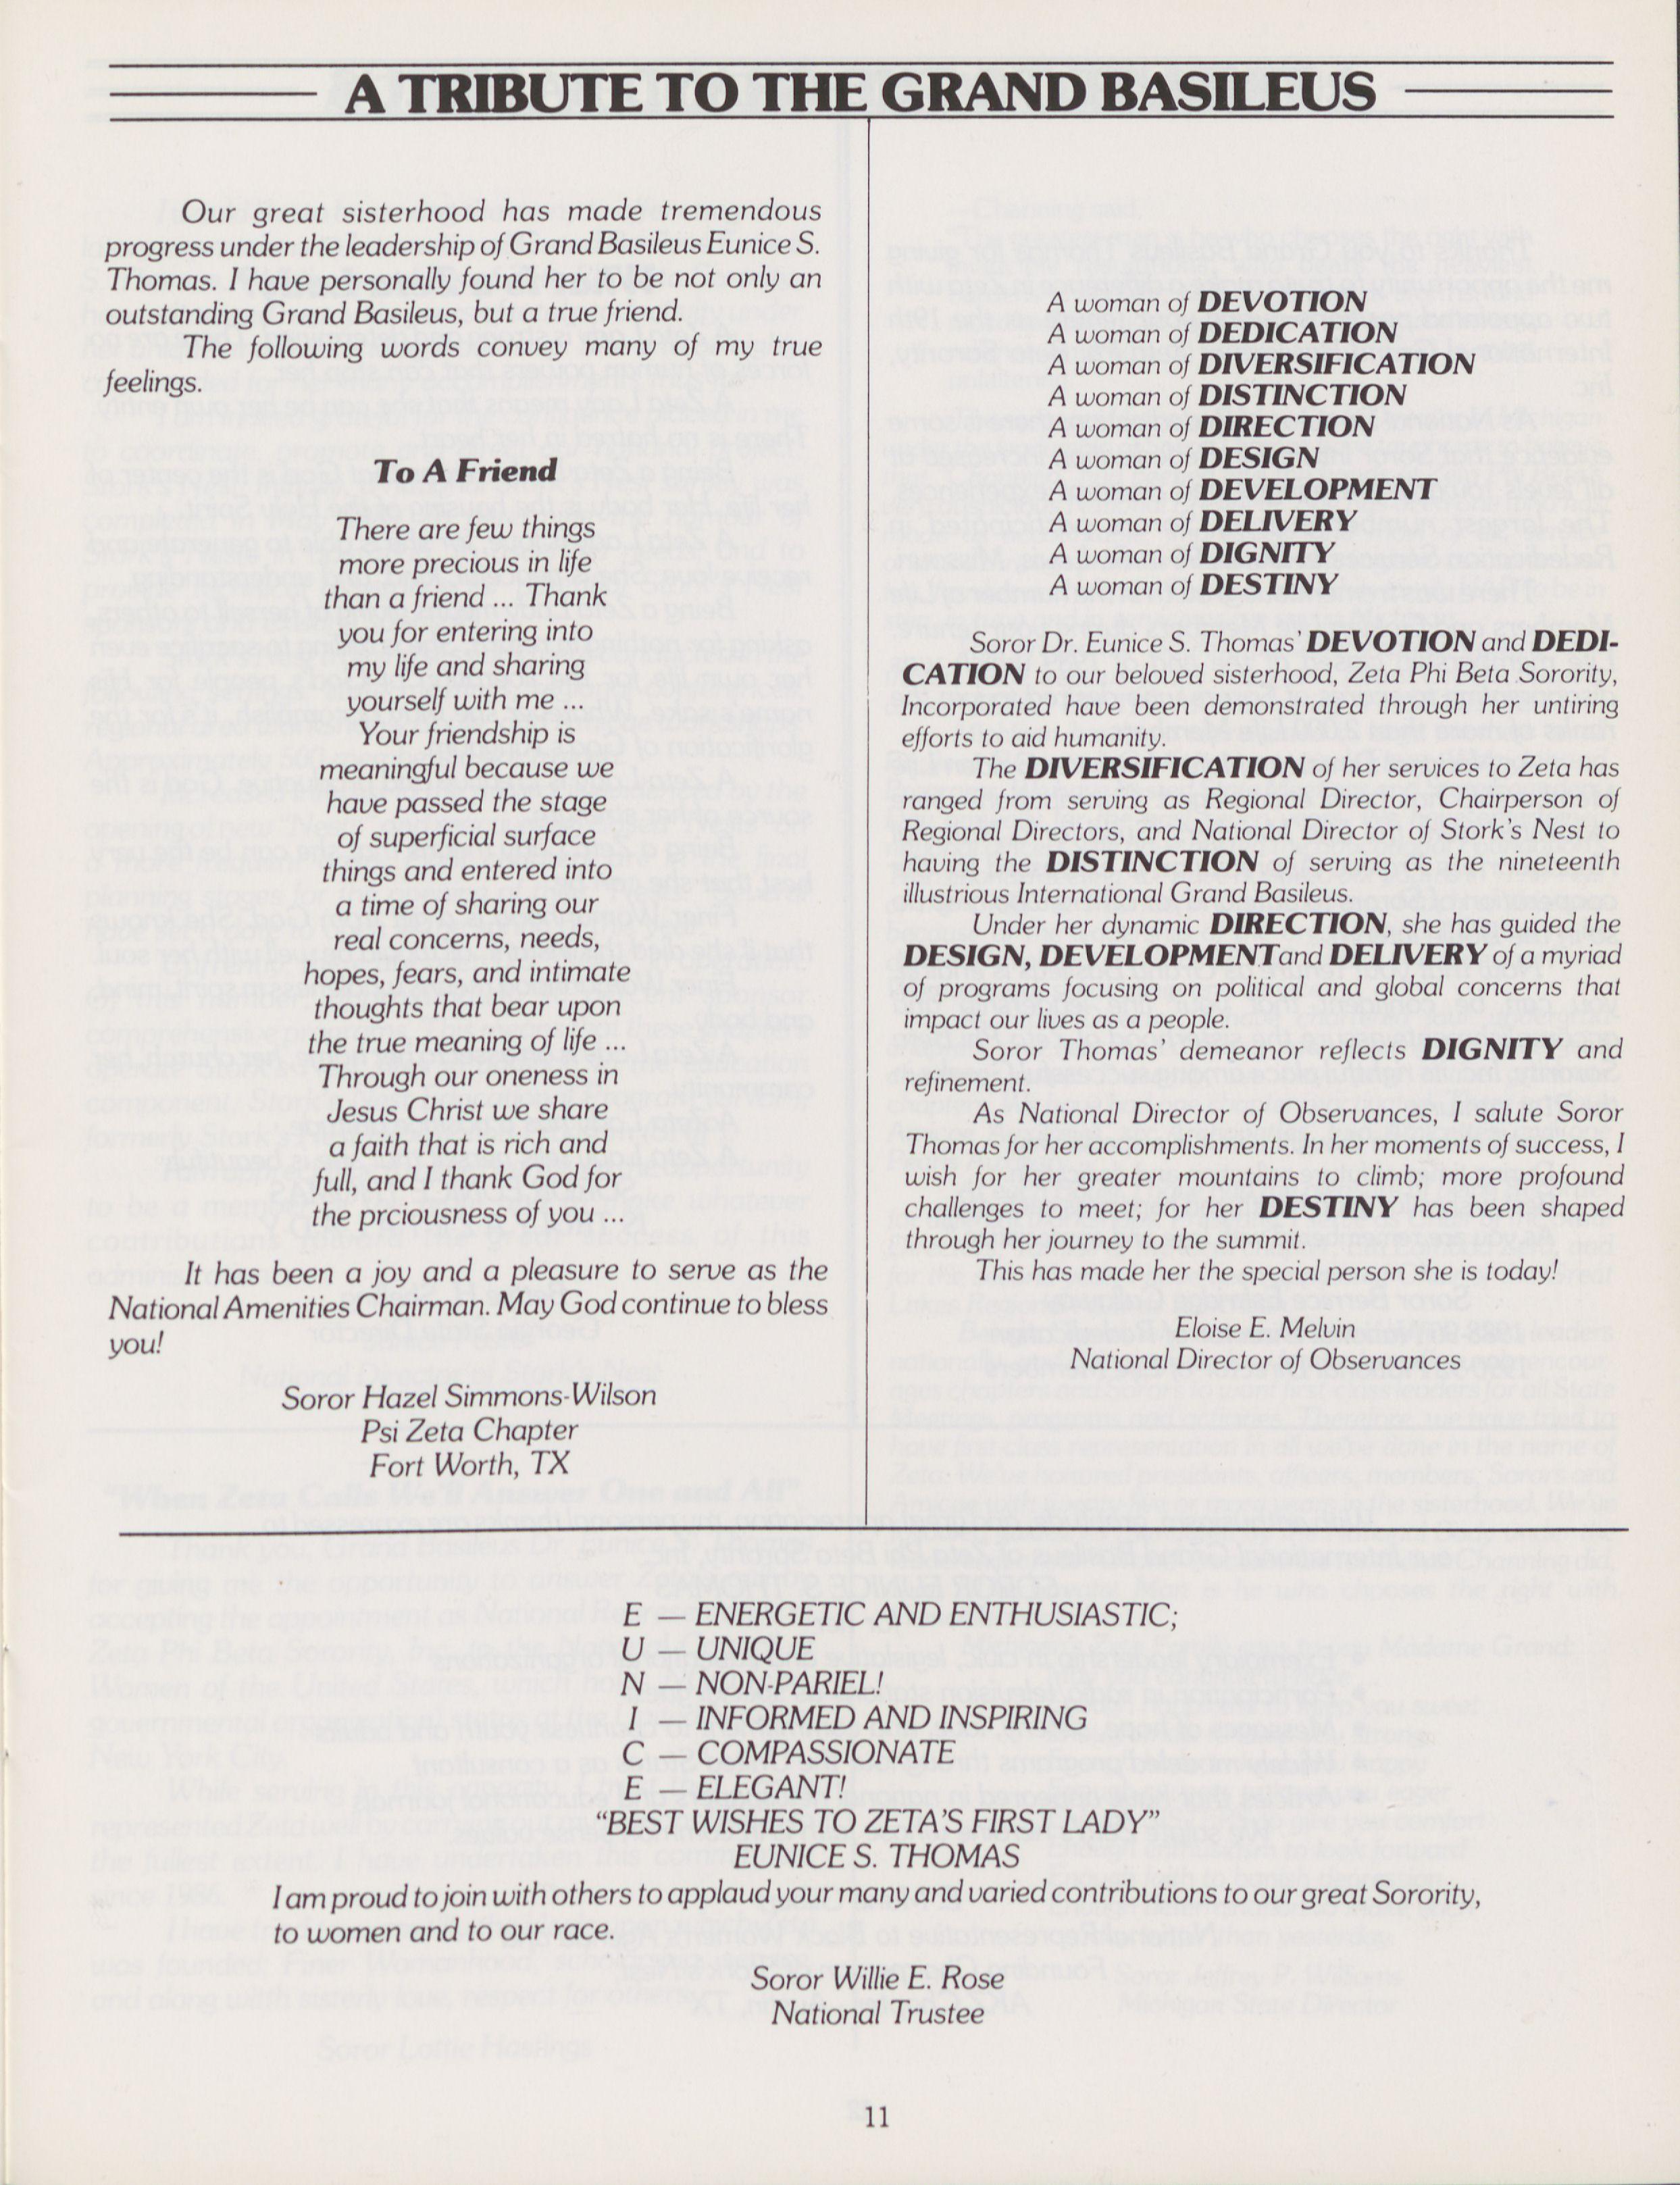 A TRIBUTE TO THE GRAND BASILEUS
Our great sisterhood has made tremendous
progress under the leadership of Grand Basileus Eunice S.
Thomas. I have personally found her to be not only an
outstanding Grand Basileus, but a true friend.
The following words convey many of my true
feelings.
To A Friend
There are few things
more precious in life
than a friend ... Thank
you for entering into
my life and sharing
yourself with me ...
Your friendship is
meaningful because we
have passed the stage
of superficial surface
things and entered into
a time of sharing our
real concerns, needs,
hopes, fears, and intimate
thoughts that bear upon
the true meaning of life ...
Through our oneness in
Jesus Christ we share
a faith that is rich and
full, and I thank God for
the prciousness of you ...
It has been a joy and a pleasure to serve as the
National Amenities Chairman. May God continue to bless
you!
Soror Hazel Simmons-Wilson
Psi Zeta Chapter
Fort Worth, TX
A woman of DEVOTION
A woman of DEDICATION
A woman of DIVERSIFICATION
A woman of DISTINCTION
A woman of DIRECTION
A woman of DESIGN
A woman of DEVELOPMENT
A woman of DELIVERY
A woman of DIGNITY
A woman of DESTINY
Soror Dr. Eunice S. Thomas' DEVOTION and DEDI-
CATION to our beloved sisterhood, Zeta Phi Beta Sorority,
Incorporated have been demonstrated through her untiring
efforts to aid humanity.
The DIVERSIFICATION of her services to Zeta has
ranged from serving as Regional Director, Chairperson of
Regional Directors, and National Director of Stork's Nest to
having the DISTINCTION of serving as the nineteenth
illustrious International Grand Basileus.
Under her dynamic DIRECTION, she has guided the
DESIGN, DEVELOPMENT and DELIVERY of a myriad
of programs focusing on political and global concerns that
impact our lives as a people.
Soror Thomas' demeanor reflects DIGNITY and
refinement.
As National Director of Observances, I salute Soror
Thomas for her accomplishments. In her moments of success, I
wish for her greater mountains to climb; more profound
challenges to meet; for her DESTINY has been shaped
through her journey to the summit.
This has made her the special person she is today!
Eloise E. Melvin
National Director of Observances
E — ENERGETIC AND ENTHUSIASTIC;
U — UNIQUE
N — NON-PARIEL!
I — INFORMED AND INSPIRING
C — COMPASSIONATE
E — ELEGANT!
“BEST WISHES TO ZETA'S FIRST LADY”
EUNICE S. THOMAS
I am proud to join with others to applaud your many and varied contributions to our great Sorority,
to women and to our race.
Soror Willie E. Rose
National Trustee
11